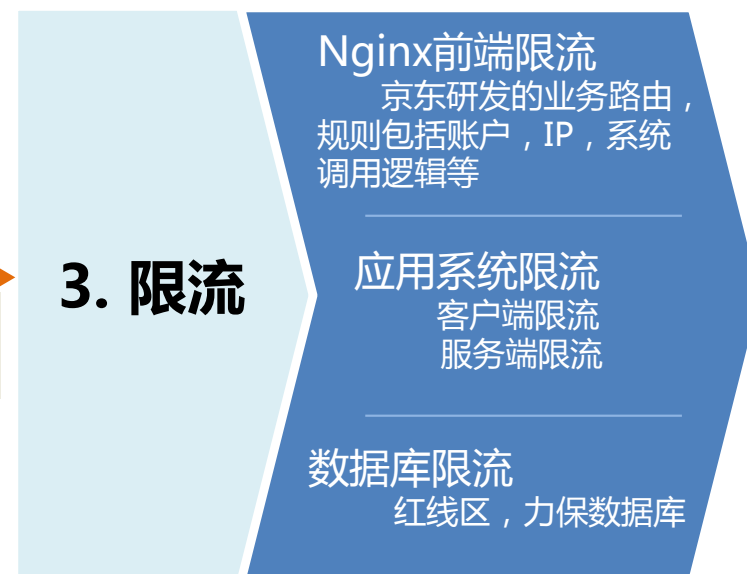 Nginx前端限流
京东研发的业务路由，
规则包括账户，IP，系统
调用逻辑等
3. 限流
应用系统限流
客户端限流
服务端限流
数据库限流
红线区，力保数据库